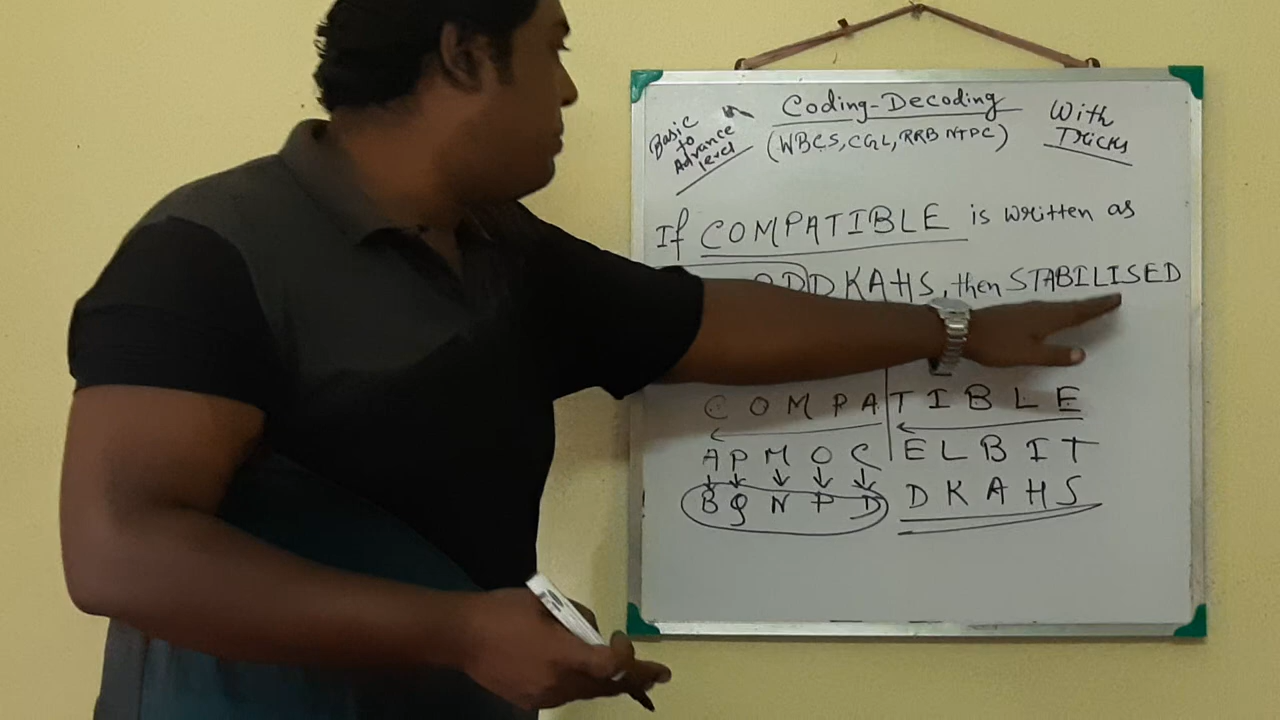 Coding-Decoding
(WBCS, CGL, RRB NTPC)
Basic
to
Advance
level
With
Tricks
If COMPATIBLE is written as
DDKAHS, then STABILISED
C O M P A T I B L E
A P M O C E L B I T
B Q N P D D K A H S